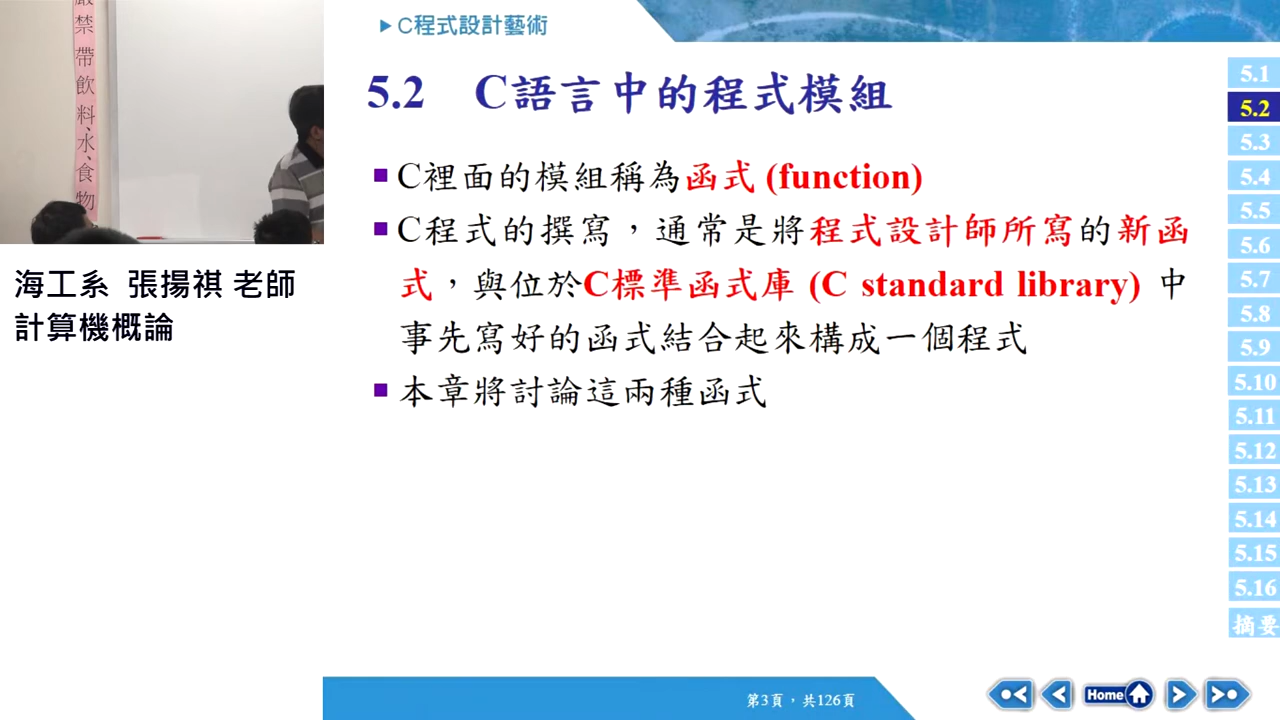 嚴禁帶飲料、水、食物
海工系 張揚祺 老師
計算機概論
C程式設計藝術
5.2 C語言中的程式模組
C裡面的模組稱為函式 (function)
C程式的撰寫，通常是將程式設計師所寫的新函
式，與位於C標準函式庫 (C standard library) 中
事先寫好的函式結合起來構成一個程式
本章將討論這兩種函式
5.1
5.2
5.3
5.4
5.5
5.6
5.7
5.8
5.9
5.10
5.11
5.12
5.13
5.14
5.15
5.16
摘要
第3頁，共126頁
Home